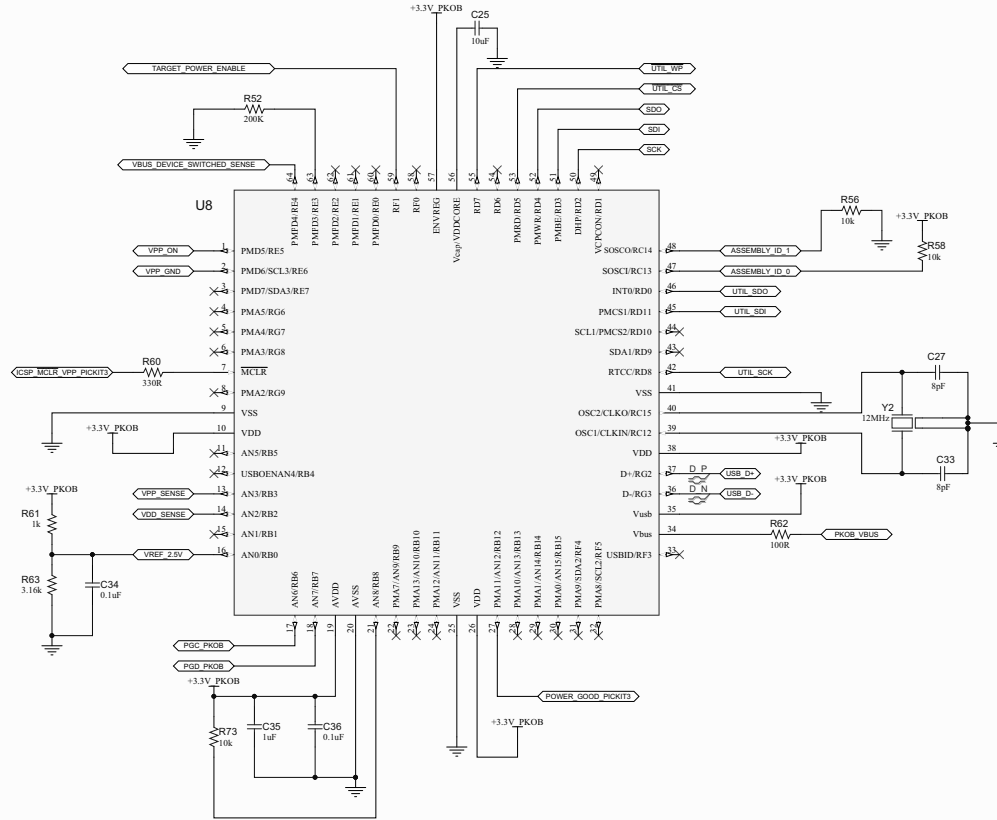 +3.3V_PKOB
C25
10uF
TARGET_POWER_ENABLE
UTIL_WP
R52
200K
UTIL_CS
SDO
SDI
VBUS_DEVICE_SWITCHED_SENSE
SCK
64 63 62 61 60 59 58 57 56 55 54 53 52 51 50 49
U8
PMFD4/RE4
PMFD3/RE3
PMFD2/RE2
PMFD1/RE1
PMFD0/RE0
RF1
RF0
ENVREG
Vcap/VDDCORE
RD7
RD6
PMRD/RD5
PMWR/RD4
PMBE/RD3
DHP/RD2
VCPCON/RD1
R56
10k
+3.3V_PKOB
R58
10k
VPP_ON 1 PMD5/RE5
SOSCO/RC14 48 ASSEMBLY_ID_1
VPP_GND 2 PMD6/SCL3/RE6
SOSCI/RC13 47 ASSEMBLY_ID_0
3 PMD7/SDA3/RE7
INT0/RD0 46 UTIL_SDO
4 PMA5/RG6
PMCS1/RD11 45 UTIL_SDI
5 PMA4/RG7
SCL1/PMCS2/RD10 44
6 PMA3/RG8
SDA1/RD9 43
ICSP_MCLR_VPP_PICKIT3
R60
330R
7 MCLR
RTCC/RD8 42 UTIL_SCK
8 PMA2/RG9
VSS 41
C27
8pF
9 VSS
OSC2/CLKO/RC15 40
Y2
12MHz
+3.3V_PKOB
10 VDD
OSC1/CLKIN/RC12 39
11 AN5/RB5
VDD 38 +3.3V_PKOB
C33
8pF
12 USBOENAN4/RB4
D+/RG2 37 D_P USB_D+
VPP_SENSE 13 AN3/RB3
D-/RG3 36 D_N USB_D-
+3.3V_PKOB
VDD_SENSE 14 AN2/RB2
Vusb 35 +3.3V_PKOB
R61
1k
15 AN1/RB1
Vbus 34
R62
100R
PKOB_VBUS
VREF_2.5V 16 AN0/RB0
USBID/RF3 33
R63
3.16k
C34
0.1uF
AN6/RB6
AN7/RB7
AVDD
AVSS
AN8/RB8
PMA7/AN9/RB9
PMA13/AN10/RB10
PMA12/AN11/RB11
VSS
VDD
PMA11/AN12/RB12
PMA10/AN13/RB13
PMA1/AN14/RB14
PMA0/AN15/RB15
PMA9/SDA2/RF4
PMA8/SCL2/RF5
17 18 19 20 21 22 23 24 25 26 27 28 29 30 31 32
PGC_PKOB
PGD_PKOB
+3.3V_PKOB
POWER_GOOD_PICKIT3
+3.3V_PKOB
R73
10k
C35
1uF
C36
0.1uF